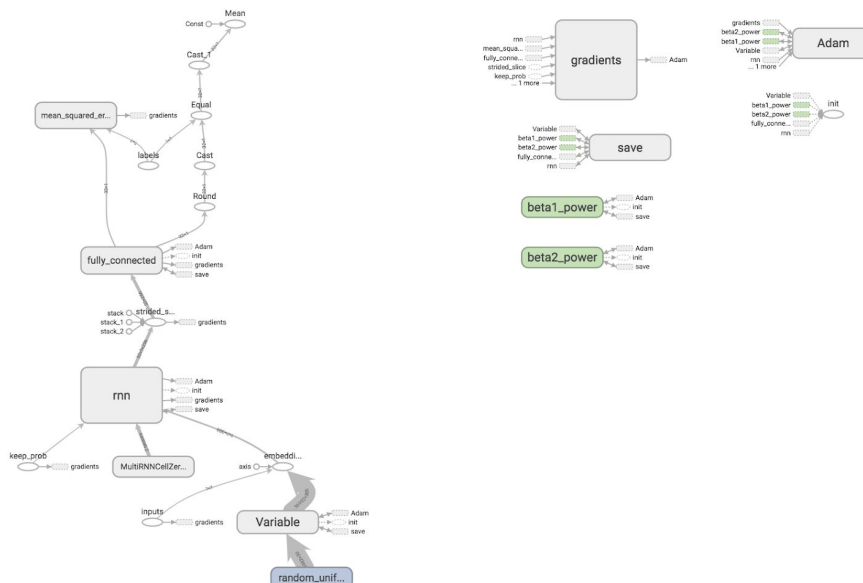 Mean
Const
Cast_1
Equal
mean_squared_er...
gradients
labels
Cast
Round
fully_connected
Adam
init
gradients
save
stack
strided_s...
stack_1
stack_2
gradients
rnn
Adam
init
gradients
save
keep_prob
gradients
MultiRNNCellZer...
axis
embeddi...
inputs
gradients
Variable
Adam
init
save
random_unif...
rnn
mean_squa...
fully_conne...
strided_slice
keep_prob
... 1 more
gradients
Adam
Variable
beta1_power
beta2_power
fully_conne...
rnn
save
beta1_power
Adam
init
save
beta2_power
Adam
init
save
gradients
beta2_power
beta1_power
Variable
rnn
... 1 more
Adam
Variable
beta1_power
beta2_power
fully_conne...
rnn
init